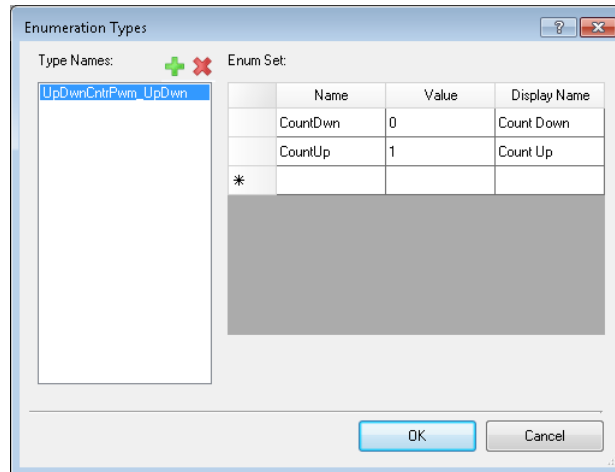 Enumeration Types
Type Names:
Enum Set:
UpDwnCntrPwm_UpDwn
Name Value Display Name
CountDwn 0 Count Down
CountUp 1 Count Up
*
OK Cancel